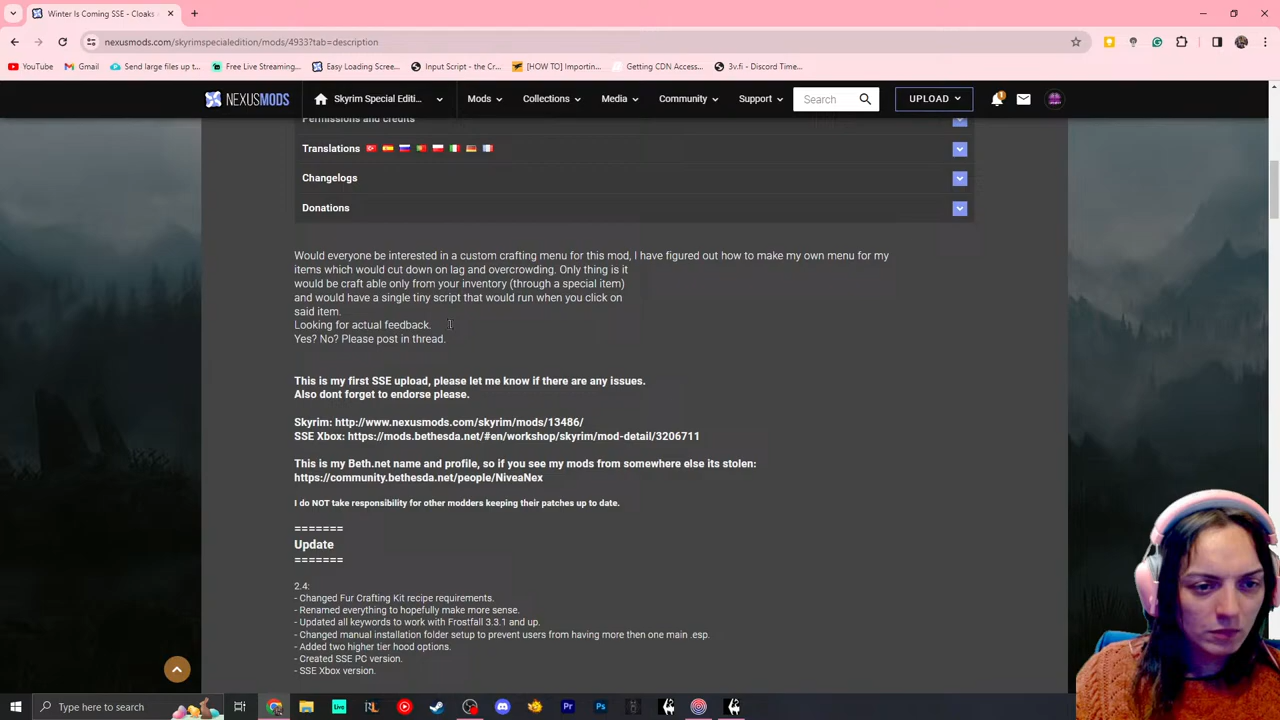 Winter Is Coming SSE - Cloaks
nexusmods.com/skyrimspecialedition/mods/4933?tab=description
YouTube Gmail Send large files up t... Free Live Streaming... Easy Loading Scree... Input Script - the Cr... [HOW TO] Importin... Getting CDN Access... 3v.fi - Discord Time...
NEXUSMODS Skyrim Special Editi... Mods Collections Media Community Support Search UPLOAD 1
Permissions and credits
Translations
Changelogs
Donations
Would everyone be interested in a custom crafting menu for this mod, I have figured out how to make my own menu for my
items which would cut down on lag and overcrowding. Only thing is it
would be craft able only from your inventory (through a special item)
and would have a single tiny script that would run when you click on
said item.
Looking for actual feedback.
Yes? No? Please post in thread.
This is my first SSE upload, please let me know if there are any issues.
Also dont forget to endorse please.
Skyrim: http://www.nexusmods.com/skyrim/mods/13486/
SSE Xbox: https://mods.bethesda.net/#en/workshop/skyrim/mod-detail/3206711
This is my Beth.net name and profile, so if you see my mods from somewhere else its stolen:
https://community.bethesda.net/people/NiveaNex
I do NOT take responsibility for other modders keeping their patches up to date.
=======
Update
=======
2.4:
- Changed Fur Crafting Kit recipe requirements.
- Renamed everything to hopefully make more sense.
- Updated all keywords to work with Frostfall 3.3.1 and up.
- Changed manual installation folder setup to prevent users from having more then one main .esp.
- Added two higher tier hood options.
- Created SSE PC version.
- SSE Xbox version.
Type here to search Live Pr Ps